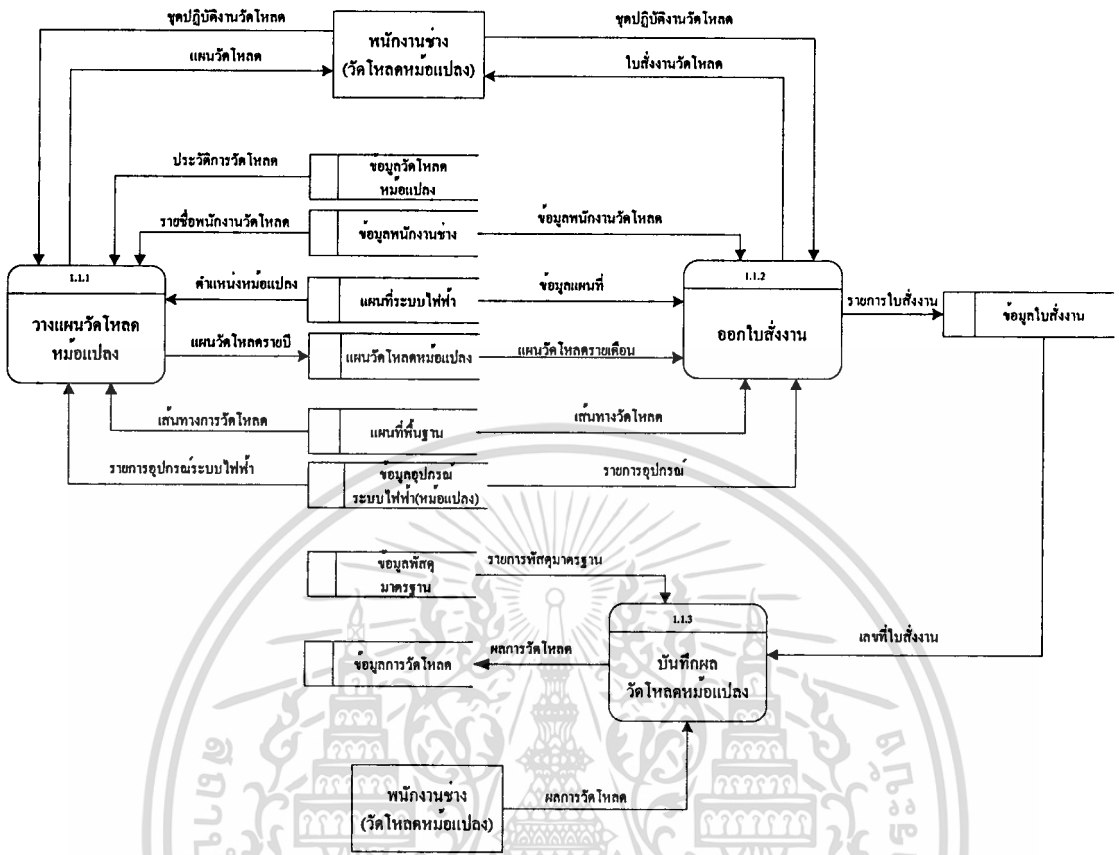 ชุดปฏิบัติงานวัดโหลด
ชุดปฏิบัติงานวัดโหลด
พนักงานช่าง
(วัดโหลดหม้อแปลง)
แผนวัดโหลด
ใบสั่งงานวัดโหลด
ประวัติการวัดโหลด
ข้อมูลวัดโหลด
หม้อแปลง
รายชื่อพนักงานวัดโหลด
ข้อมูลพนักงานช่าง
ข้อมูลพนักงานวัดโหลด
1.1.1
วางแผนวัดโหลด
หม้อแปลง
ตำแหน่งหม้อแปลง
แผนที่ระบบไฟฟ้า
ข้อมูลแผนที่
1.1.2
ออกใบสั่งงาน
รายการใบสั่งงาน
ข้อมูลใบสั่งงาน
แผนวัดโหลดรายปี
แผนวัดโหลดหม้อแปลง
แผนวัดโหลดรายเดือน
เส้นทางการวัดโหลด
แผนที่พื้นฐาน
เส้นทางวัดโหลด
รายการอุปกรณ์ระบบไฟฟ้า
ข้อมูลอุปกรณ์
ระบบไฟฟ้า(หม้อแปลง)
รายการอุปกรณ์
ข้อมูลพัสดุ
มาตรฐาน
รายการพัสดุมาตรฐาน
1.1.3
บันทึกผล
วัดโหลดหม้อแปลง
เลขที่ใบสั่งงาน
ข้อมูลการวัดโหลด
ผลการวัดโหลด
พนักงานช่าง
(วัดโหลดหม้อแปลง)
ผลการวัดโหลด